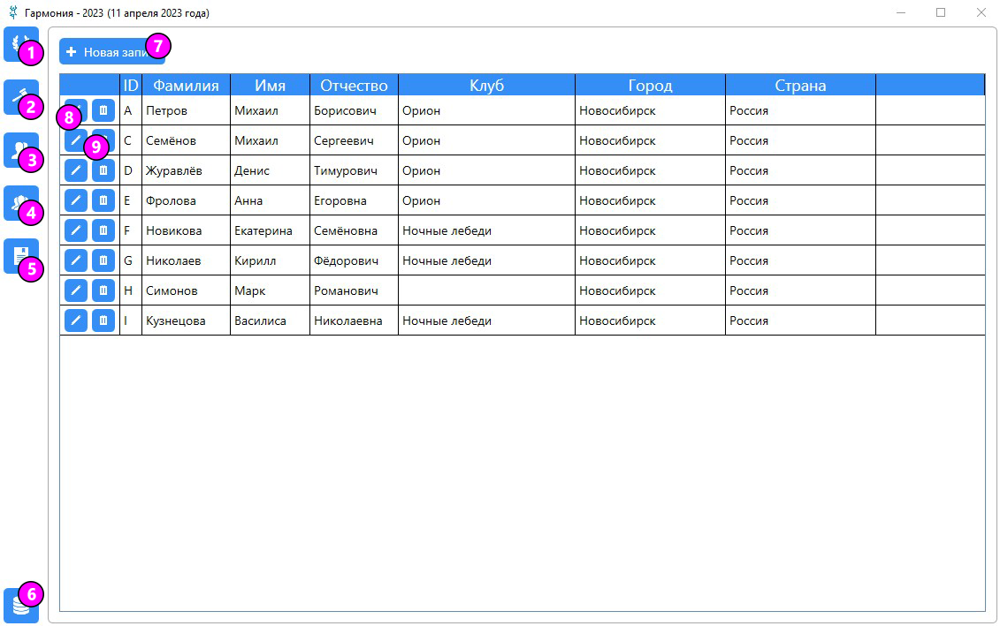 Гармония - 2023 (11 апреля 2023 года)
1
2
3
4
5
6
7
Новая запи
ID Фамилия Имя Отчество Клуб Город Страна
8
A Петров Михаил Борисович Орион Новосибирск Россия
9
C Семёнов Михаил Сергеевич Орион Новосибирск Россия
D Журавлёв Денис Тимурович Орион Новосибирск Россия
E Фролова Анна Егоровна Орион Новосибирск Россия
F Новикова Екатерина Семёновна Ночные лебеди Новосибирск Россия
G Николаев Кирилл Фёдорович Ночные лебеди Новосибирск Россия
H Симонов Марк Романович Новосибирск Россия
I Кузнецова Василиса Николаевна Ночные лебеди Новосибирск Россия